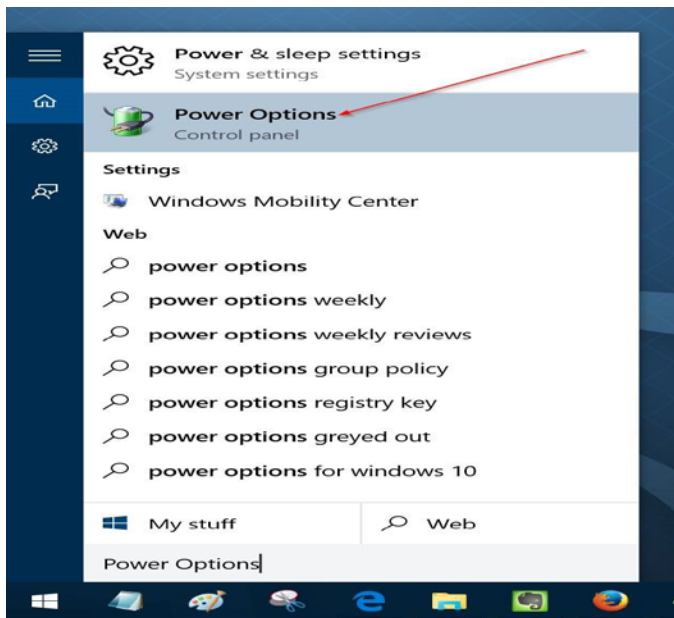 Power & sleep settings
System settings
Power Options
Control panel
Settings
Windows Mobility Center
Web
power options
power options weekly
power options weekly reviews
power options group policy
power options registry key
power options greyed out
power options for windows 10
My stuff
Web
Power Options